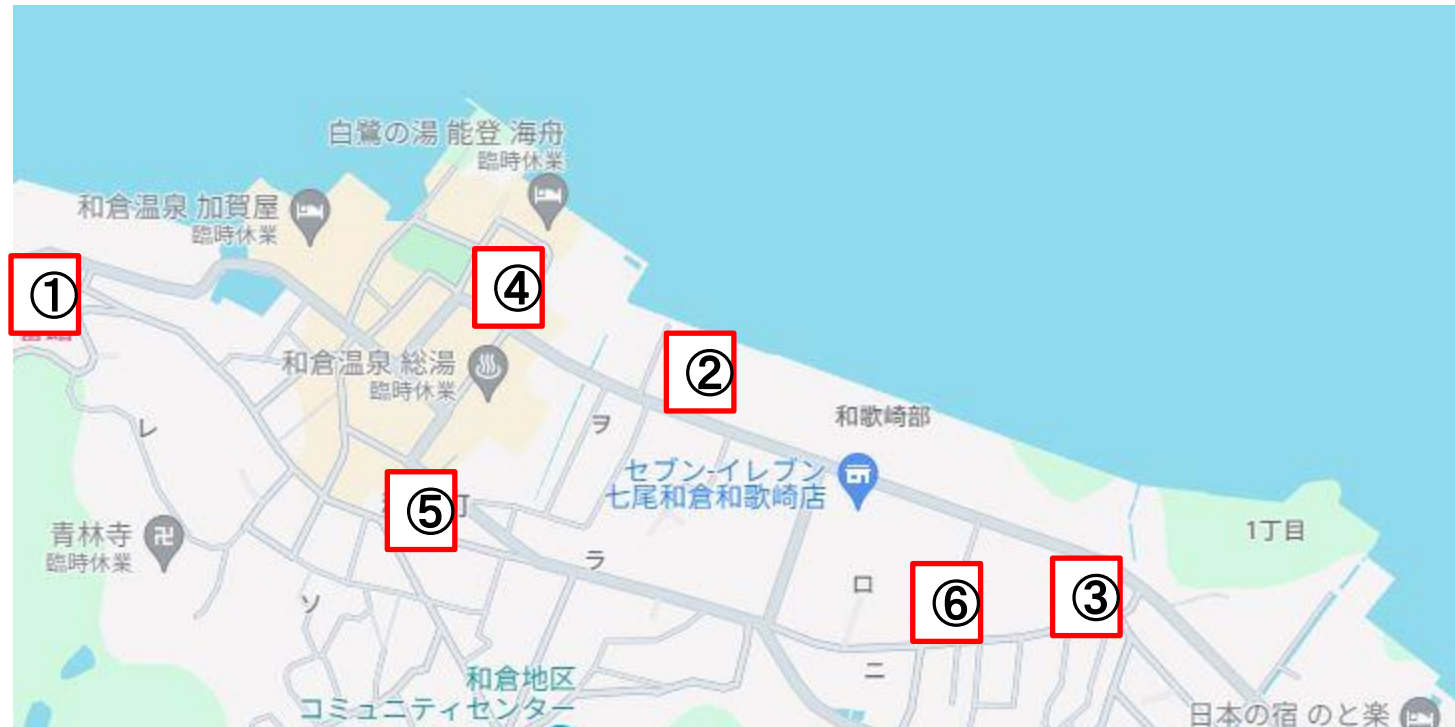 白鷺の湯 能登 海舟
臨時休業
和倉温泉 加賀屋
臨時休業
①
④
和倉温泉 総湯
臨時休業
②
和歌崎部
レ
ヲ
セブン-イレブン
七尾和倉和歌崎店
⑤
町
1丁目
青林寺
臨時休業
ラ
ロ
⑥
③
ソ
ニ
和倉地区
コミュニティセンター
日本の宿 のと楽